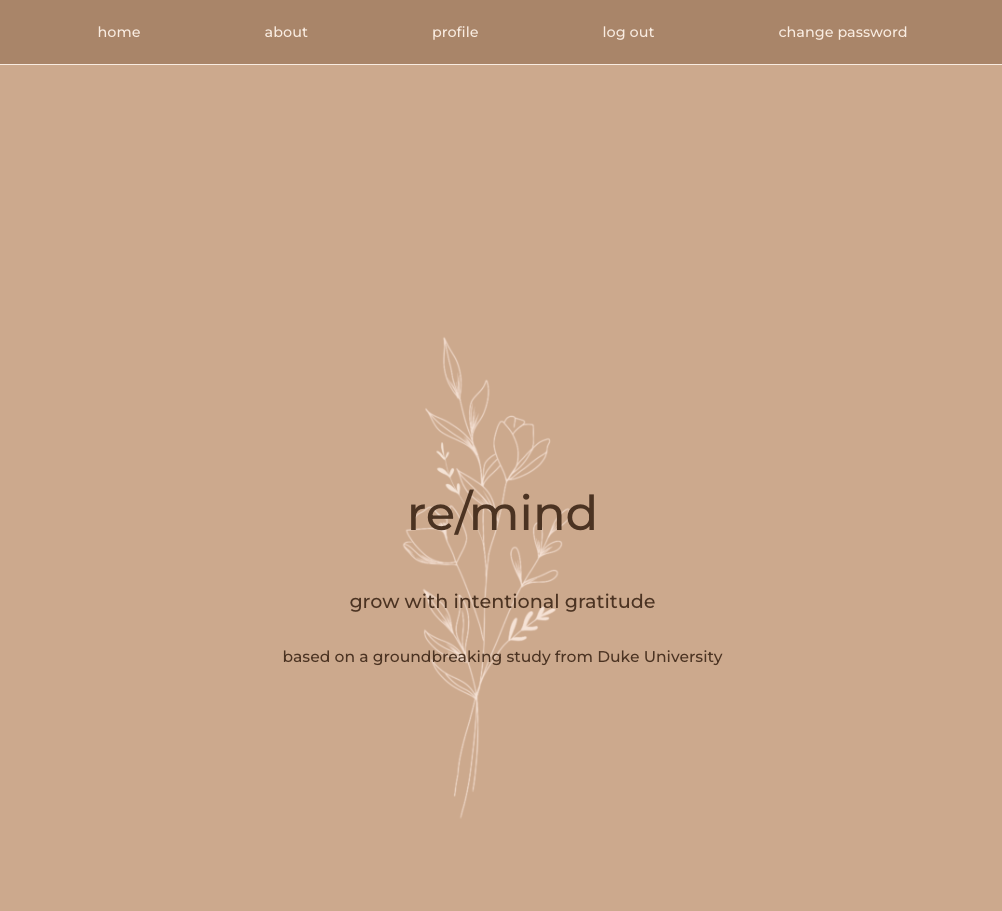 home about profile log out change password
re/mind
grow with intentional gratitude
based on a groundbreaking study from Duke University